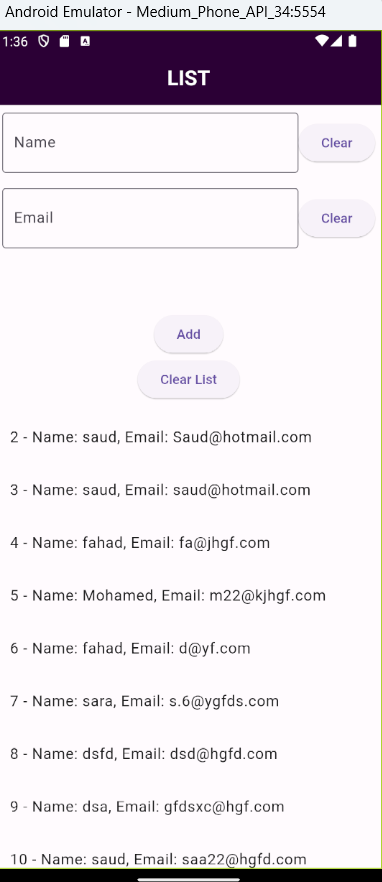 Android Emulator - Medium_Phone_API_34:5554
1:36
LIST
Name
Clear
Email
Clear
Add
Clear List
2 - Name: saud, Email: Saud@hotmail.com
3 - Name: saud, Email: saud@hotmail.com
4 - Name: fahad, Email: fa@jhgf.com
5 - Name: Mohamed, Email: m22@kjhgf.com
6 - Name: fahad, Email: d@yf.com
7 - Name: sara, Email: s.6@ygfds.com
8 - Name: dsfd, Email: dsd@hgfd.com
9 - Name: dsa, Email: gfdsxc@hgf.com
10 - Name: saud, Email: saa22@hgfd.com